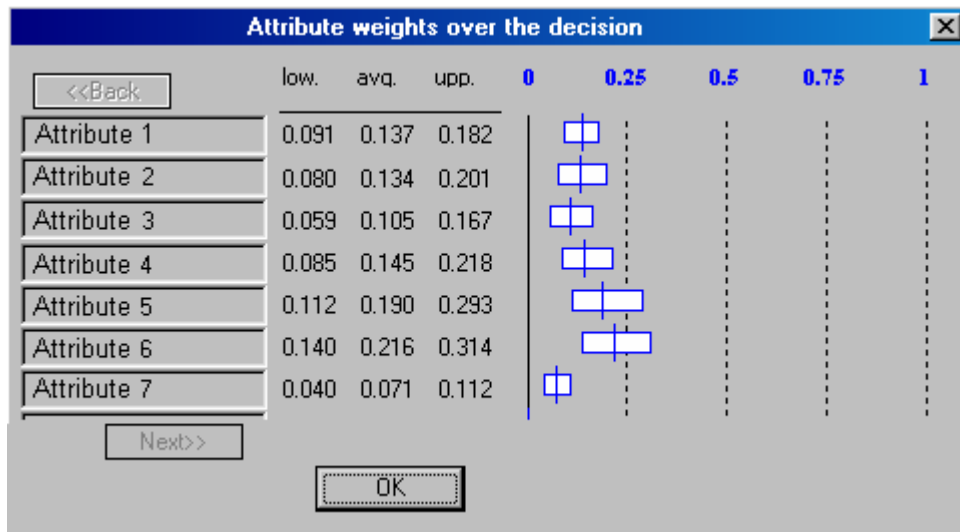 Attribute weights over the decision
<<Back low. avg. upp. 0 0.25 0.5 0.75 1
Attribute 1 0.091 0.137 0.182
Attribute 2 0.080 0.134 0.201
Attribute 3 0.059 0.105 0.167
Attribute 4 0.085 0.145 0.218
Attribute 5 0.112 0.190 0.293
Attribute 6 0.140 0.216 0.314
Attribute 7 0.040 0.071 0.112
Next>>
OK